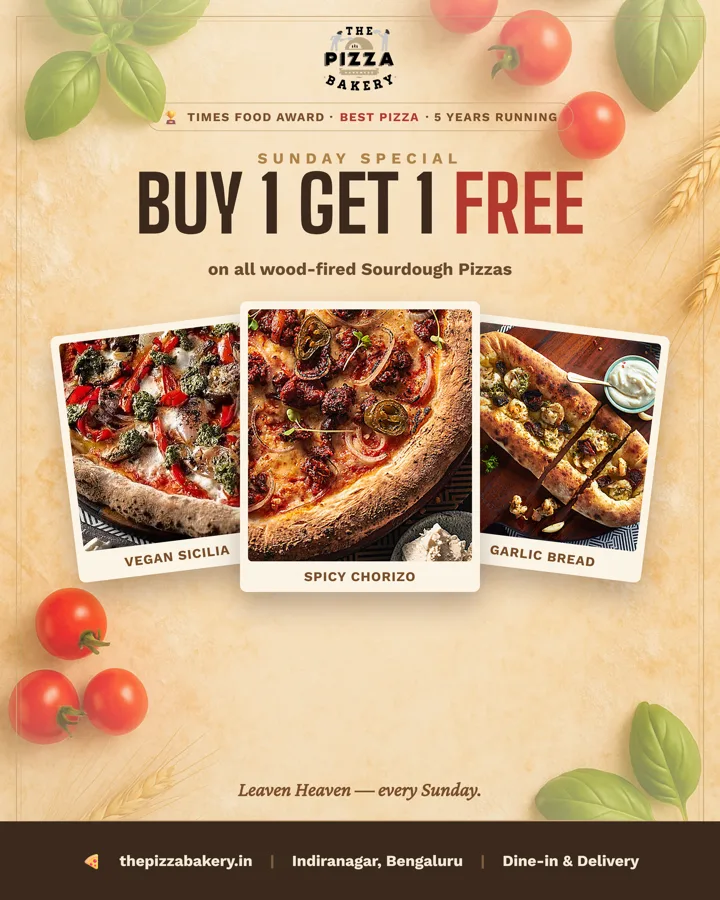 THE
PIZZA
BAKERY
TIMES FOOD AWARD · BEST PIZZA · 5 YEARS RUNNING
SUNDAY SPECIAL
BUY 1 GET 1 FREE
on all wood-fired Sourdough Pizzas
VEGAN SICILIA
SPICY CHORIZO
GARLIC BREAD
Leaven Heaven — every Sunday.
thepizzabakery.in | Indiranagar, Bengaluru | Dine-in & Delivery